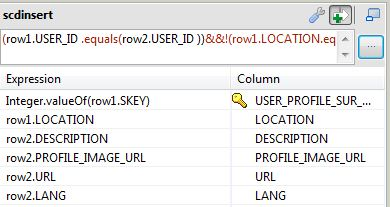 scdinsert
(row1.USER_ID .equals(row2.USER_ID ))&&!(row1.LOCATION.eq
...
Expression Column
Integer.valueOf(row1.SKEY) USER_PROFILE_SUR_...
row1.LOCATION LOCATION
row2.DESCRIPTION DESCRIPTION
row2.PROFILE_IMAGE_URL PROFILE_IMAGE_URL
row2.URL URL
row2.LANG LANG